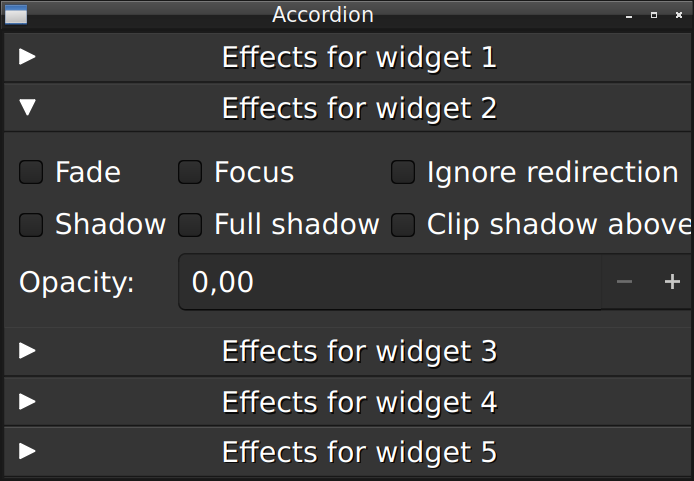 Accordion
Effects for widget 1
Effects for widget 2
Fade Focus Ignore redirection
Shadow Full shadow Clip shadow above
Opacity: 0,00 − +
Effects for widget 3
Effects for widget 4
Effects for widget 5